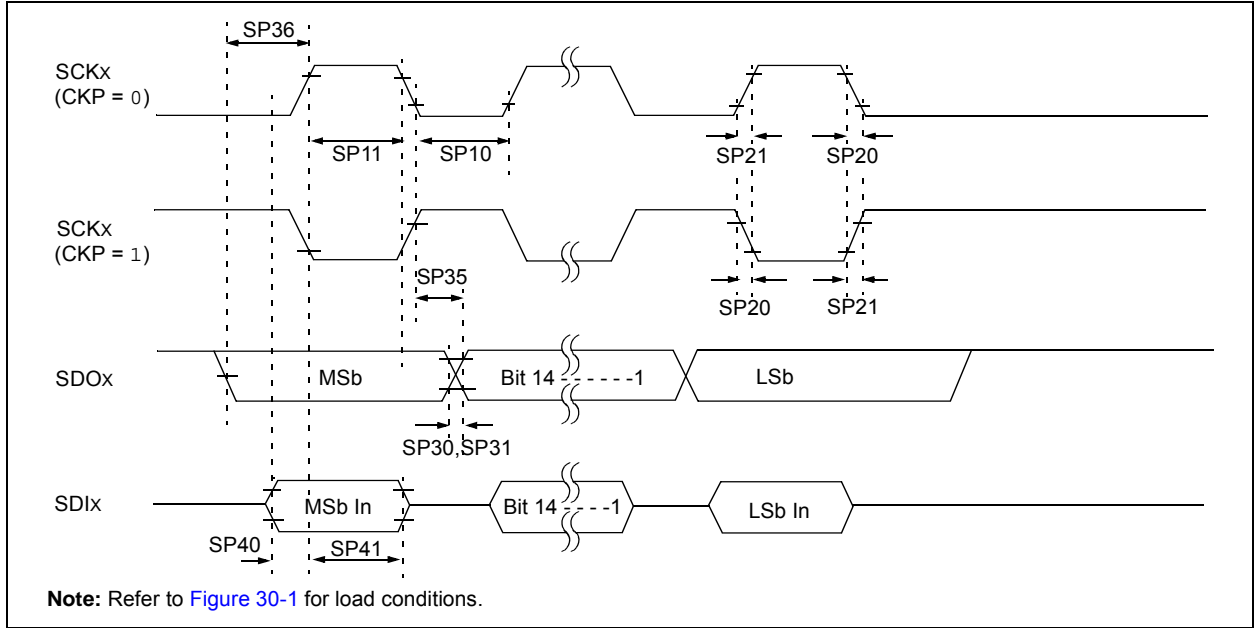 SP36
SCKx
(CKP = 0)
SP11
SP10
SP21
SP20
SCKx
(CKP = 1)
SP35
SP20
SP21
SDOx
MSb
Bit 14 - - - - - -1
LSb
SP30,SP31
SDIx
MSb In
Bit 14 - - - -1
LSb In
SP40
SP41
Note: Refer to Figure 30-1 for load conditions.